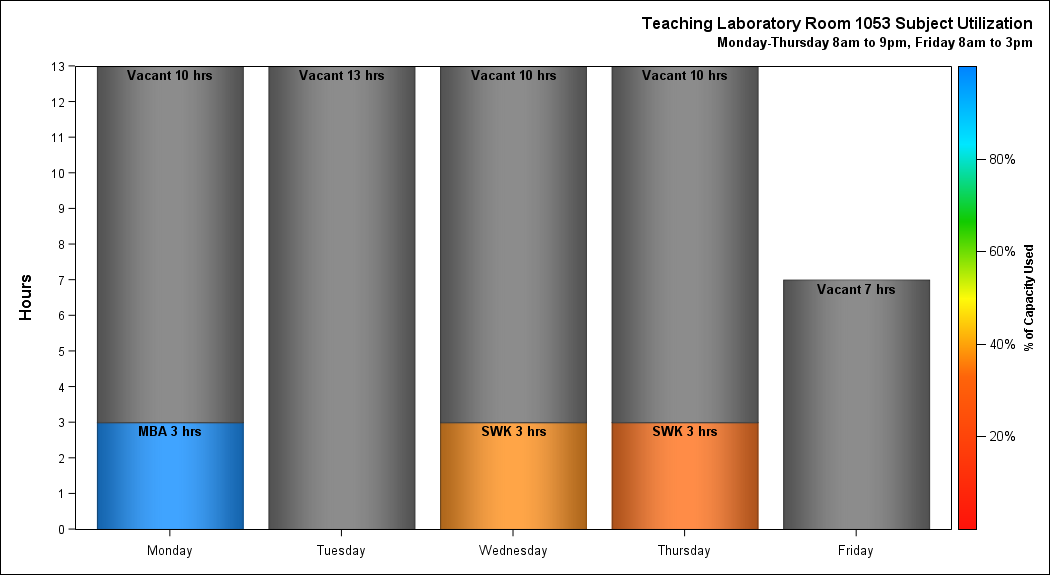 Teaching Laboratory Room 1053 Subject Utilization
Monday-Thursday 8am to 9pm, Friday 8am to 3pm
Hours
13
12
11
10
9
8
7
6
5
4
3
2
1
0
Vacant 10 hrs
Vacant 13 hrs
Vacant 10 hrs
Vacant 10 hrs
Vacant 7 hrs
MBA 3 hrs
SWK 3 hrs
SWK 3 hrs
Monday
Tuesday
Wednesday
Thursday
Friday
80%
60%
40%
20%
% of Capacity Used